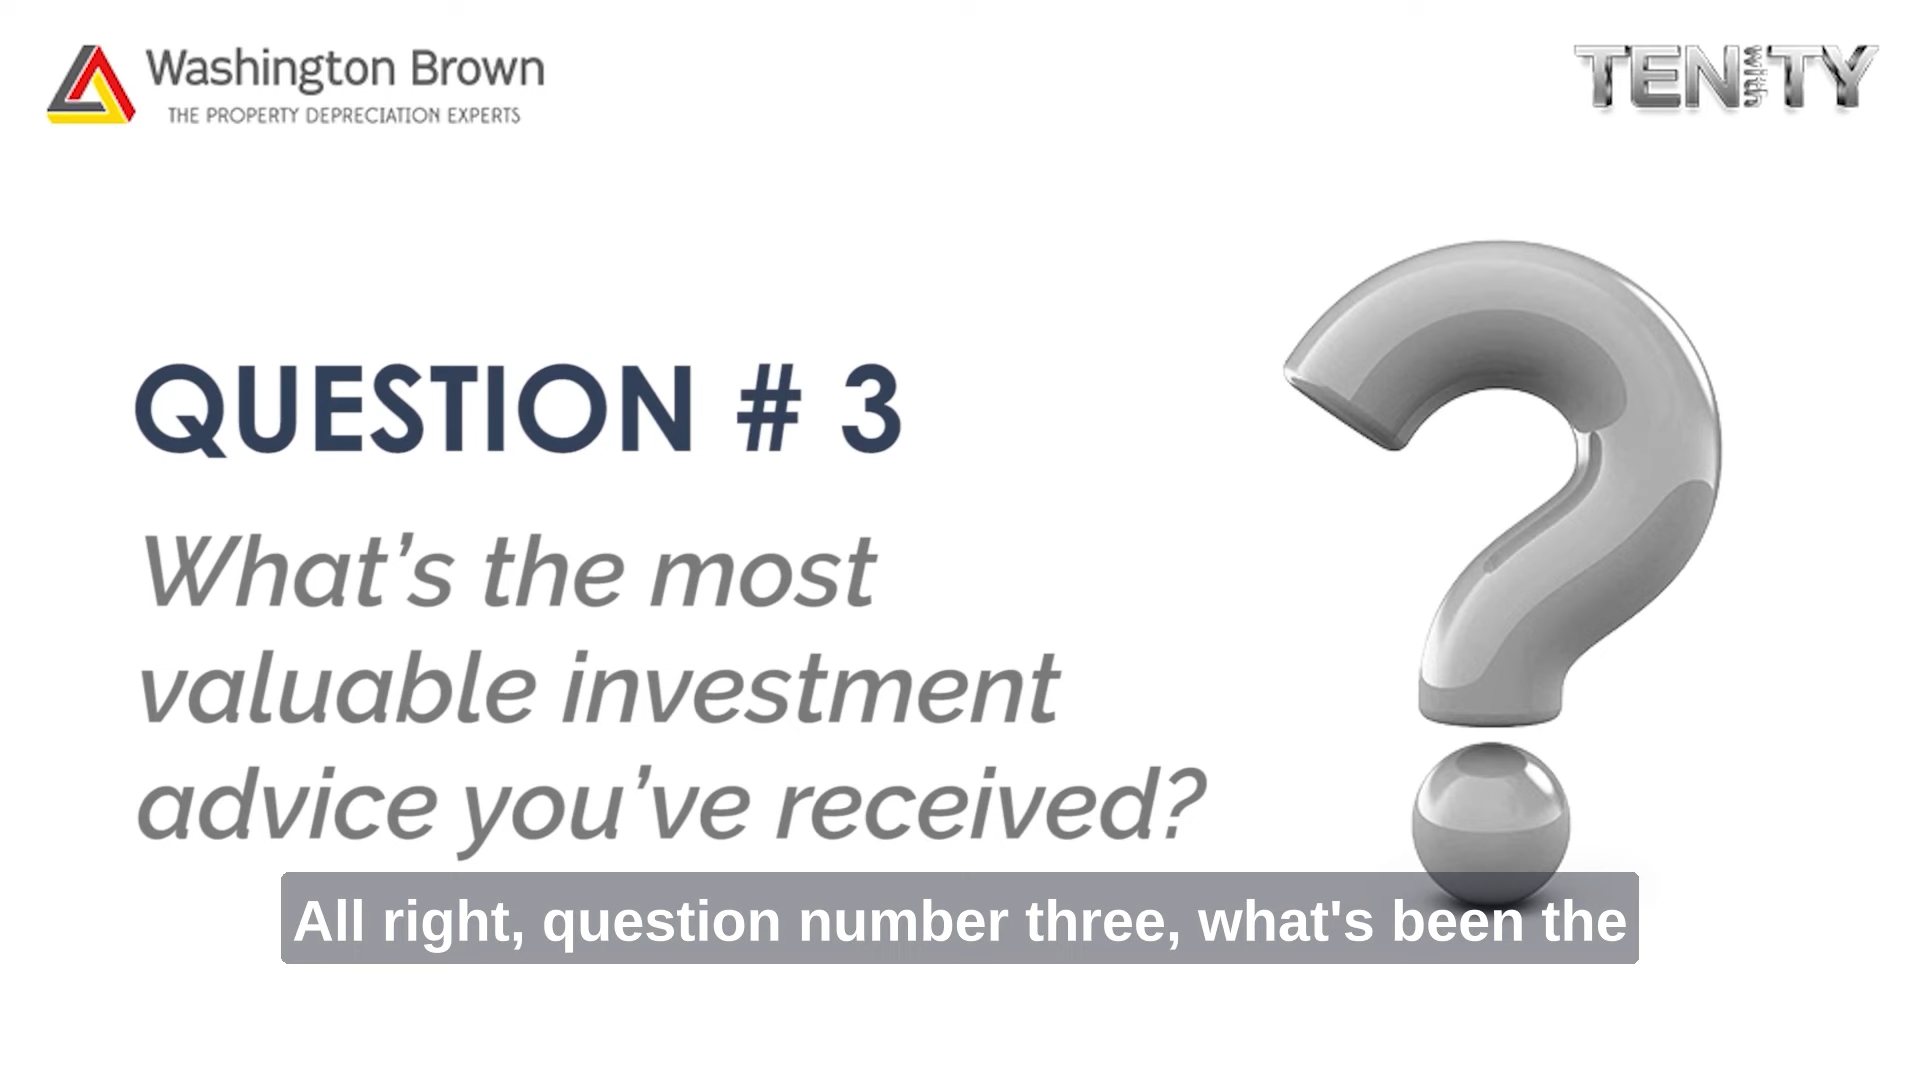 Washington Brown
THE PROPERTY DEPRECIATION EXPERTS
TEN with TY
QUESTION # 3
What’s the most
valuable investment
advice you’ve received?
All right, question number three, what's been the